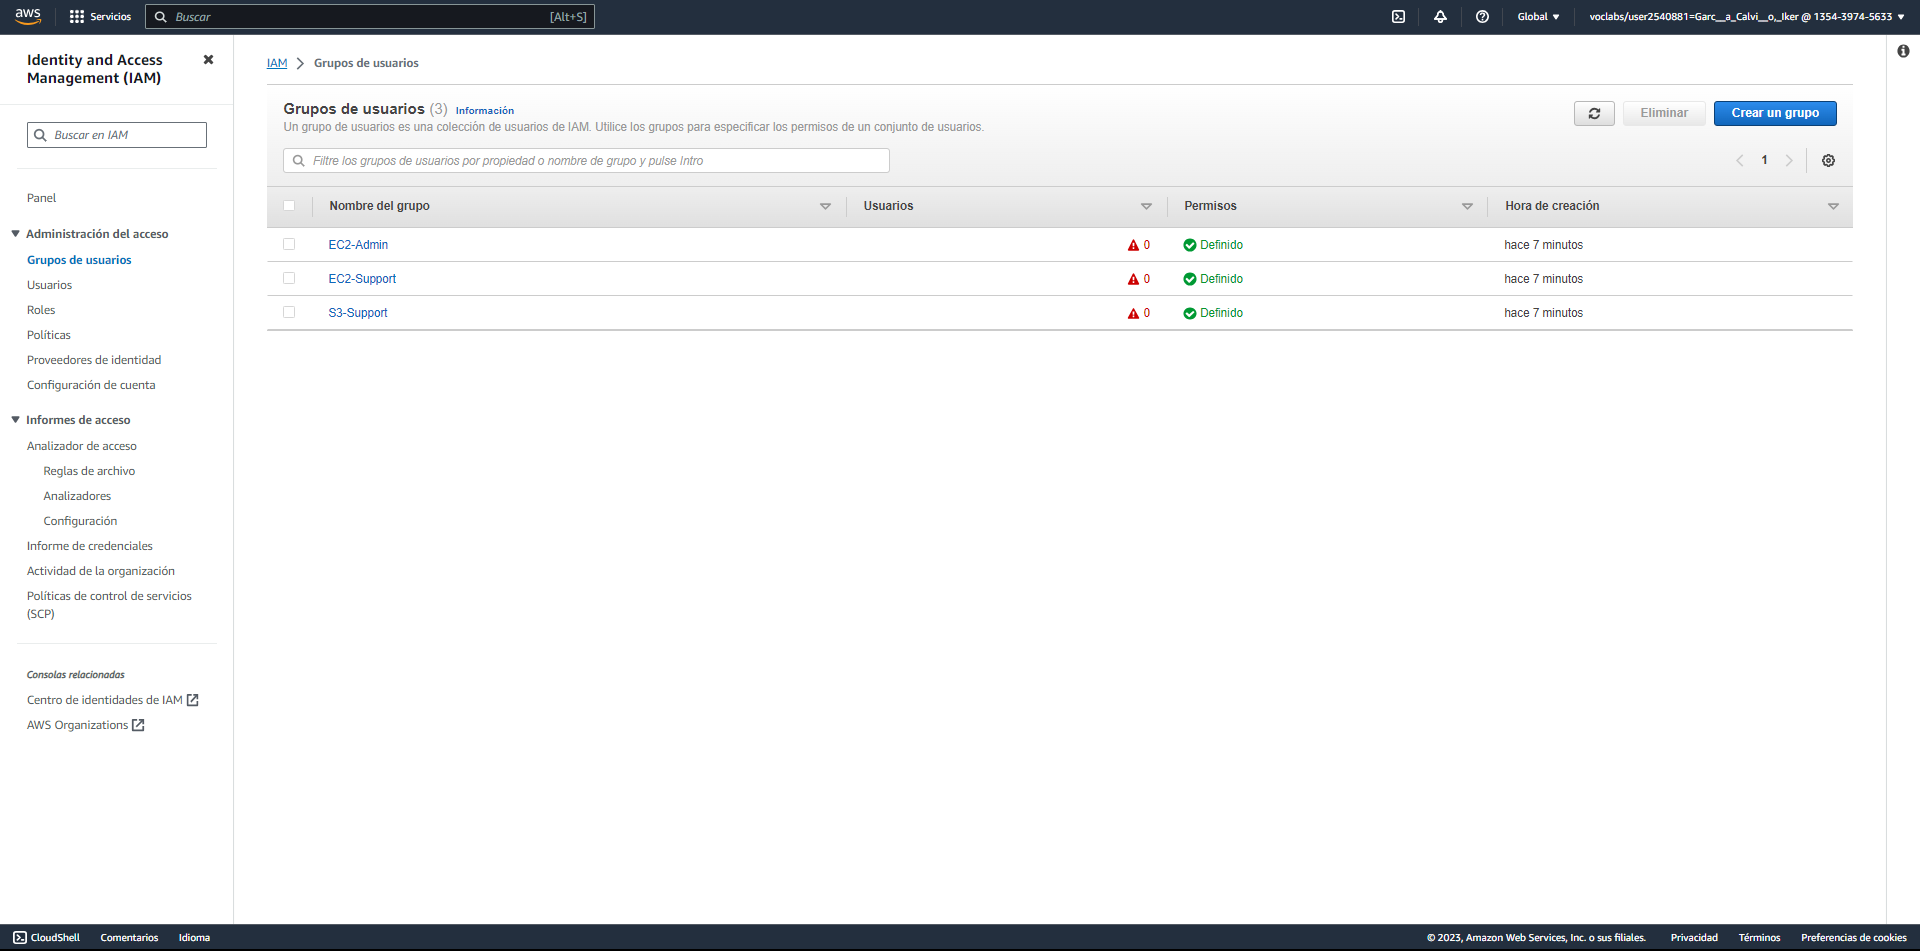 aws
Servicios
Buscar
[Alt+S]
Global
voclabs/user2540881=Garc__a_Calvi__o,_Iker @ 1354-3974-5633
Identity and Access
Management (IAM)
Buscar en IAM
Panel
Administración del acceso
Grupos de usuarios
Usuarios
Roles
Políticas
Proveedores de identidad
Configuración de cuenta
Informes de acceso
Analizador de acceso
Reglas de archivo
Analizadores
Configuración
Informe de credenciales
Actividad de la organización
Políticas de control de servicios
(SCP)
Consolas relacionadas
Centro de identidades de IAM
AWS Organizations
IAM > Grupos de usuarios
Grupos de usuarios (3) Información
Un grupo de usuarios es una colección de usuarios de IAM. Utilice los grupos para especificar los permisos de un conjunto de usuarios.
Eliminar
Crear un grupo
Filtre los grupos de usuarios por propiedad o nombre de grupo y pulse Intro
1
Nombre del grupo Usuarios Permisos Hora de creación
EC2-Admin 0 Definido hace 7 minutos
EC2-Support 0 Definido hace 7 minutos
S3-Support 0 Definido hace 7 minutos
CloudShell Comentarios Idioma
© 2023, Amazon Web Services, Inc. o sus filiales. Privacidad Términos Preferencias de cookies